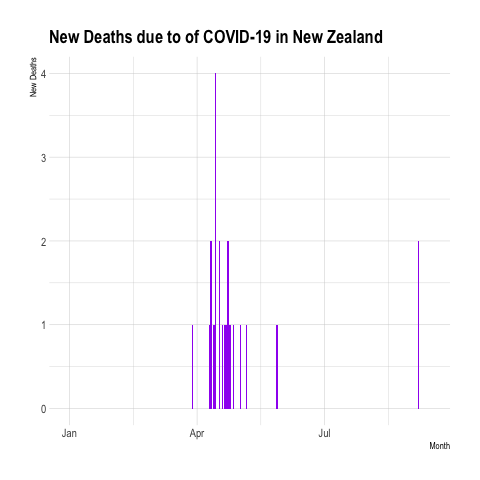 New Deaths due to of COVID-19 in New Zealand
New Deaths
4
3
2
1
0
Jan Apr Jul
Month